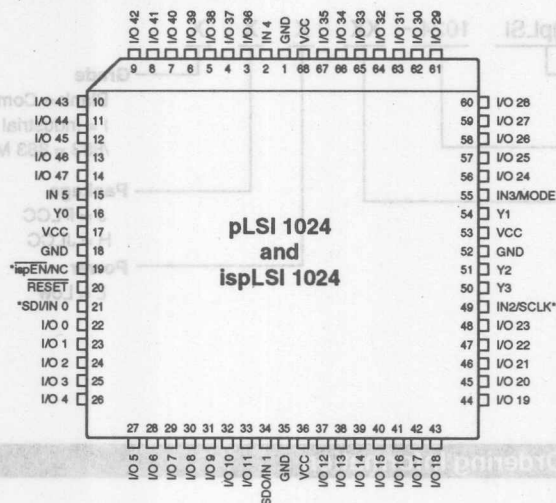 I/O 42 I/O 41 I/O 40 I/O 39 I/O 38 I/O 37 I/O 36 IN 4 GND VCC I/O 35 I/O 34 I/O 33 I/O 32 I/O 31 I/O 30 I/O 29
9 8 7 6 5 4 3 2 1 68 67 66 65 64 63 62 61
I/O 43 10
I/O 44 11
I/O 45 12
I/O 46 13
I/O 47 14
IN 5 15
Y0 16
VCC 17
GND 18
*ispEN/NC 19
RESET 20
*SDI/IN 0 21
I/O 0 22
I/O 1 23
I/O 2 24
I/O 3 25
I/O 4 26
pLSI 1024
and
ispLSI 1024
60 I/O 28
59 I/O 27
58 I/O 26
57 I/O 25
56 I/O 24
55 IN3/MODE
54 Y1
53 VCC
52 GND
51 Y2
50 Y3
49 IN2/SCLK*
48 I/O 23
47 I/O 22
46 I/O 21
45 I/O 20
44 I/O 19
27 28 29 30 31 32 33 34 35 36 37 38 39 40 41 42 43
I/O 5 I/O 6 I/O 7 I/O 8 I/O 9 I/O 10 I/O 11 SDO/IN 1 GND VCC I/O 12 I/O 13 I/O 14 I/O 15 I/O 16 I/O 17 I/O 18